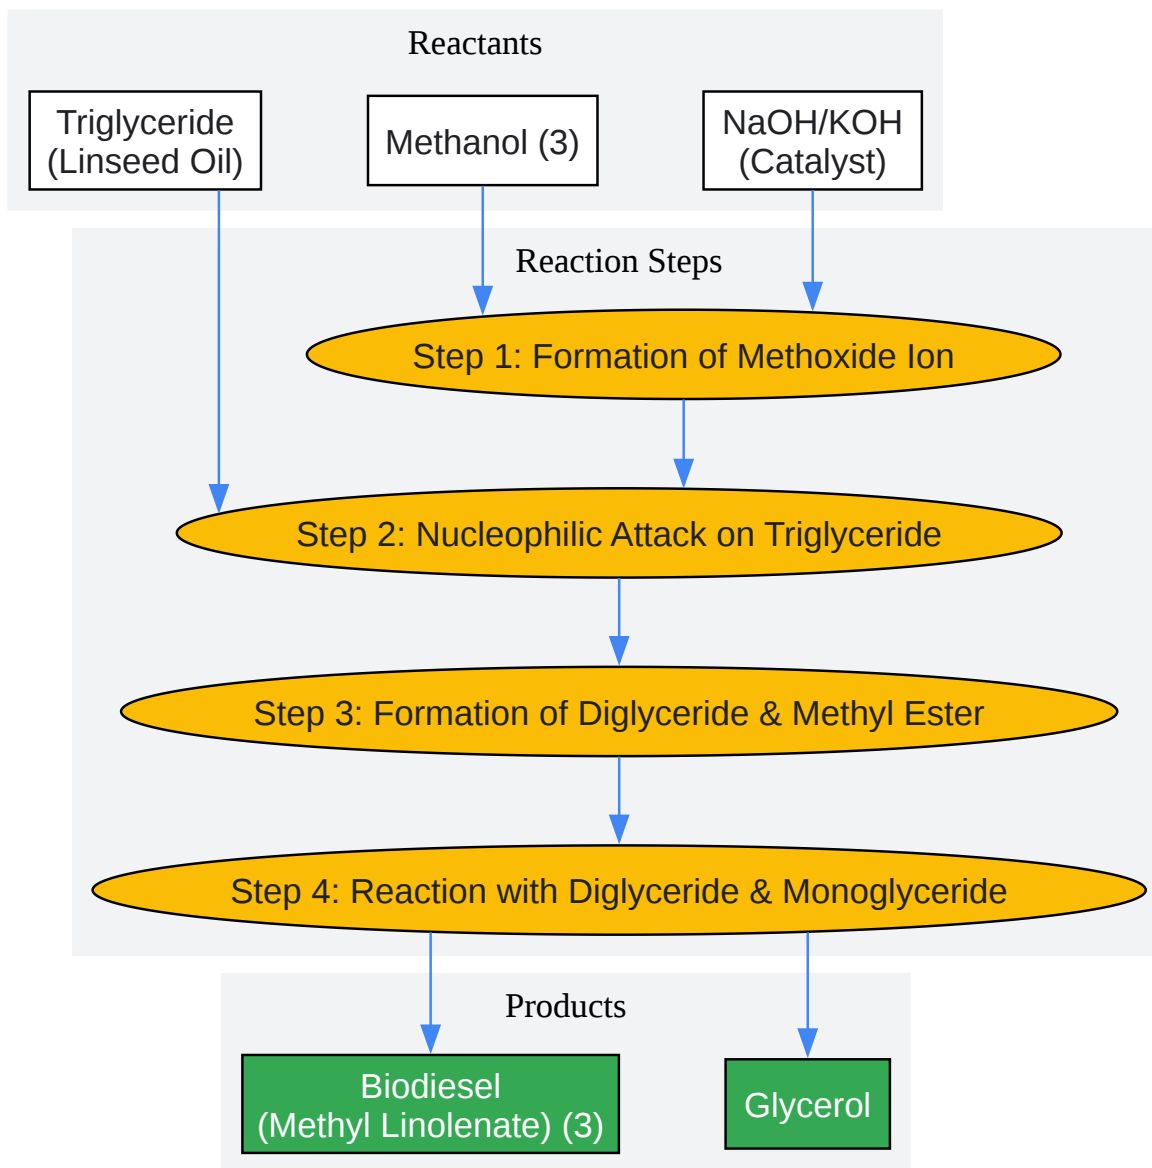 Reactants
Triglyceride
(Linseed Oil)
Methanol (3)
NaOH/KOH
(Catalyst)
Reaction Steps
Step 1: Formation of Methoxide Ion
Step 2: Nucleophilic Attack on Triglyceride
Step 3: Formation of Diglyceride & Methyl Ester
Step 4: Reaction with Diglyceride & Monoglyceride
Products
Biodiesel
(Methyl Linolenate) (3)
Glycerol